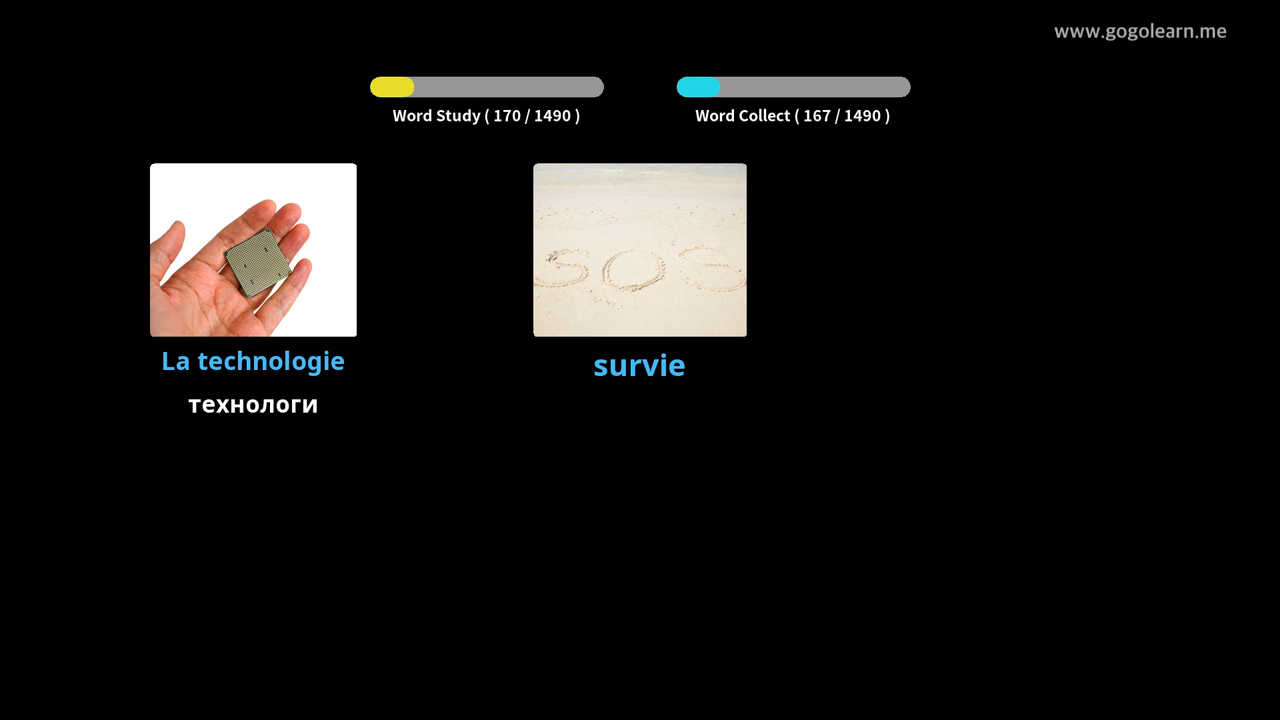 www.gogolearn.me
Word Study ( 170 / 1490 )
Word Collect ( 167 / 1490 )
SOS
La technologie
технологи
survie